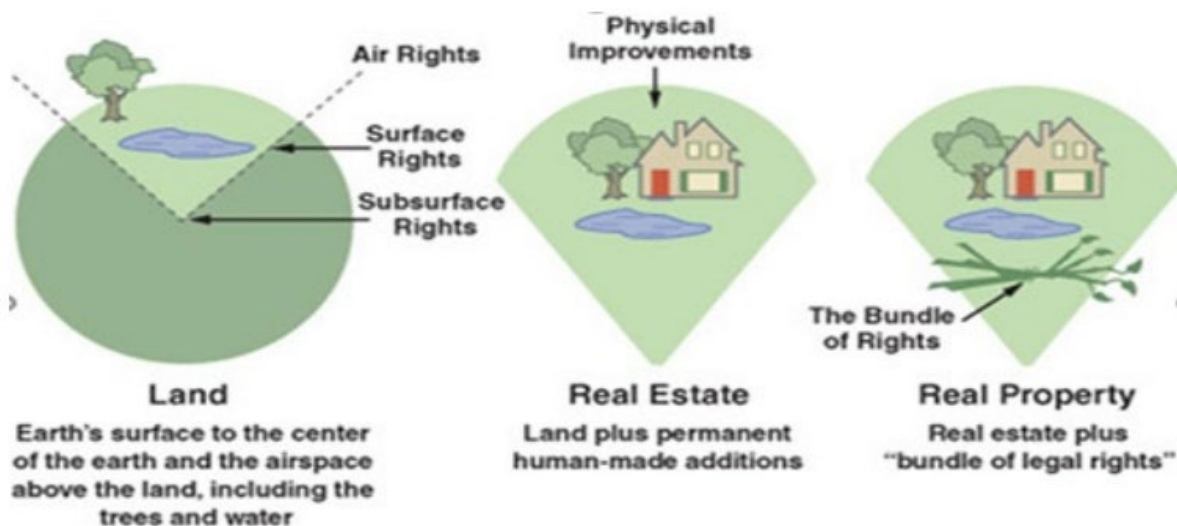 Air Rights
Surface
Rights
Subsurface
Rights
Land
Earth's surface to the center
of the earth and the airspace
above the land, including the
trees and water
Physical
Improvements
Real Estate
Land plus permanent
human-made additions
The Bundle
of Rights
Real Property
Real estate plus
"bundle of legal rights"